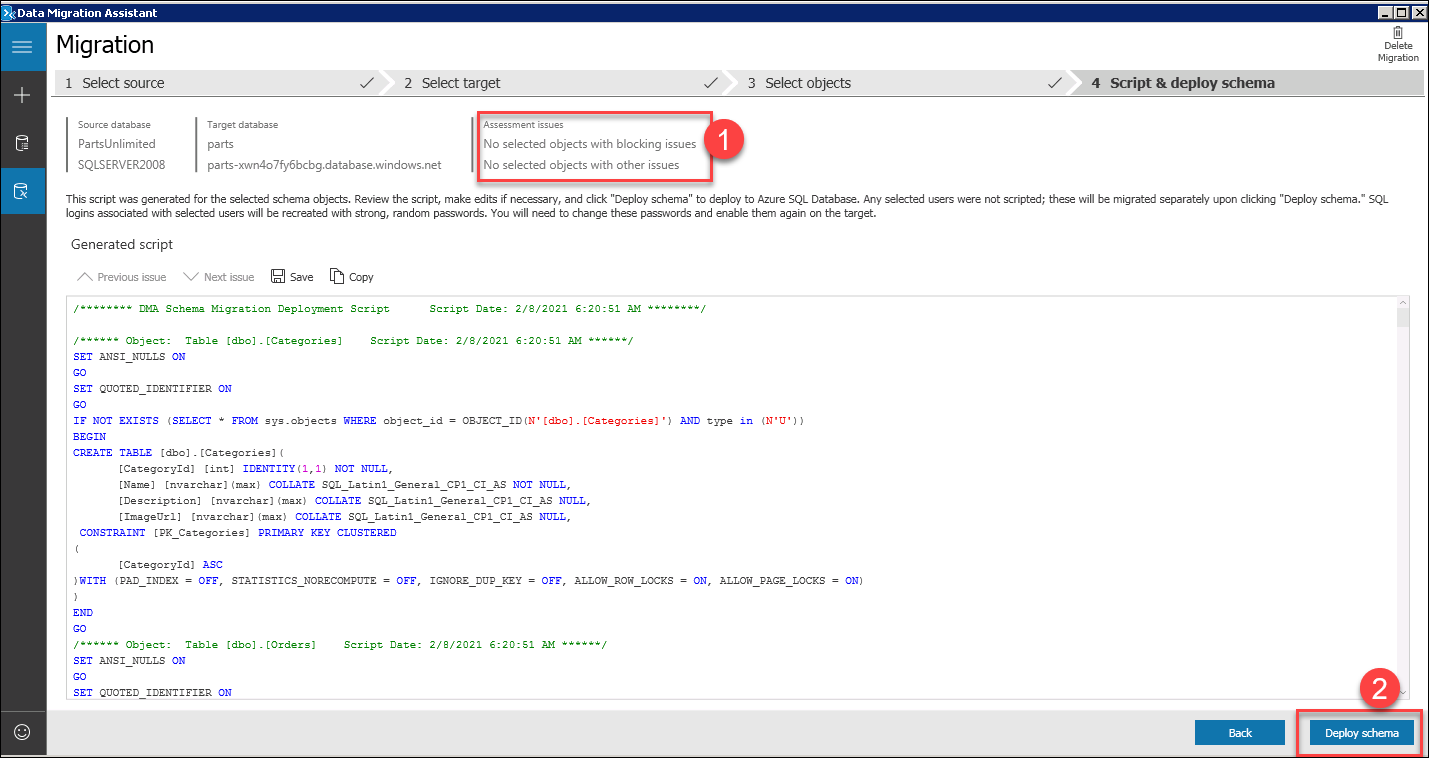 Data Migration Assistant
Migration
Delete
Migration
1 Select source
2 Select target
3 Select objects
4 Script & deploy schema
Source database
PartsUnlimited
SQLSERVER2008
Target database
parts
parts-xwn4o7fy6bcbg.database.windows.net
Assessment issues
No selected objects with blocking issues
No selected objects with other issues
1
This script was generated for the selected schema objects. Review the script, make edits if necessary, and click "Deploy schema" to deploy to Azure SQL Database. Any selected users were not scripted; these will be migrated separately upon clicking "Deploy schema." SQL
logins associated with selected users will be recreated with strong, random passwords. You will need to change these passwords and enable them again on the target.
Generated script
Previous issue Next issue Save Copy
/******** DMA Schema Migration Deployment Script      Script Date: 2/8/2021 6:20:51 AM ********/
/****** Object:  Table [dbo].[Categories]    Script Date: 2/8/2021 6:20:51 AM ******/
SET ANSI_NULLS ON
GO
SET QUOTED_IDENTIFIER ON
GO
IF NOT EXISTS (SELECT * FROM sys.objects WHERE object_id = OBJECT_ID(N'[dbo].[Categories]') AND type in (N'U'))
BEGIN
CREATE TABLE [dbo].[Categories](
[CategoryId] [int] IDENTITY(1,1) NOT NULL,
[Name] [nvarchar](max) COLLATE SQL_Latin1_General_CP1_CI_AS NOT NULL,
[Description] [nvarchar](max) COLLATE SQL_Latin1_General_CP1_CI_AS NULL,
[ImageUrl] [nvarchar](max) COLLATE SQL_Latin1_General_CP1_CI_AS NULL,
CONSTRAINT [PK_Categories] PRIMARY KEY CLUSTERED
(
[CategoryId] ASC
)WITH (PAD_INDEX = OFF, STATISTICS_NORECOMPUTE = OFF, IGNORE_DUP_KEY = OFF, ALLOW_ROW_LOCKS = ON, ALLOW_PAGE_LOCKS = ON)
)
END
GO
/****** Object:  Table [dbo].[Orders]    Script Date: 2/8/2021 6:20:51 AM ******/
SET ANSI_NULLS ON
GO
SET QUOTED_IDENTIFIER ON
2
Back
Deploy schema